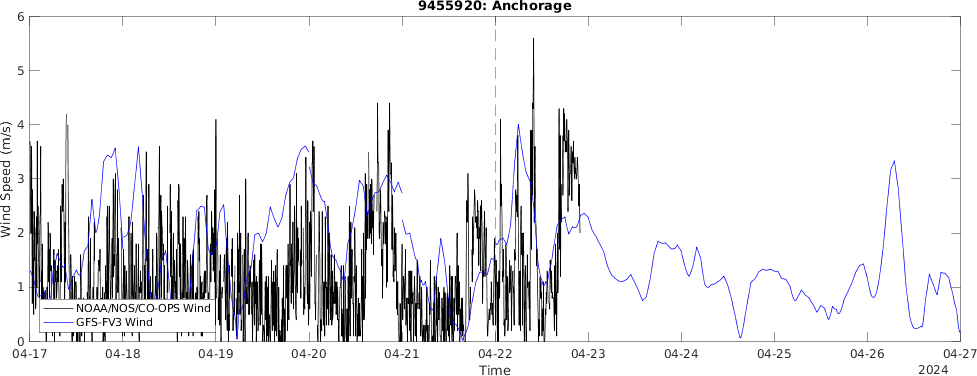 9455920: Anchorage
6
5
4
3
2
1
0
Wind Speed (m/s)
NOAA/NOS/CO-OPS Wind
GFS-FV3 Wind
04-17 04-18 04-19 04-20 04-21 04-22 04-23 04-24 04-25 04-26 04-27
Time
2024